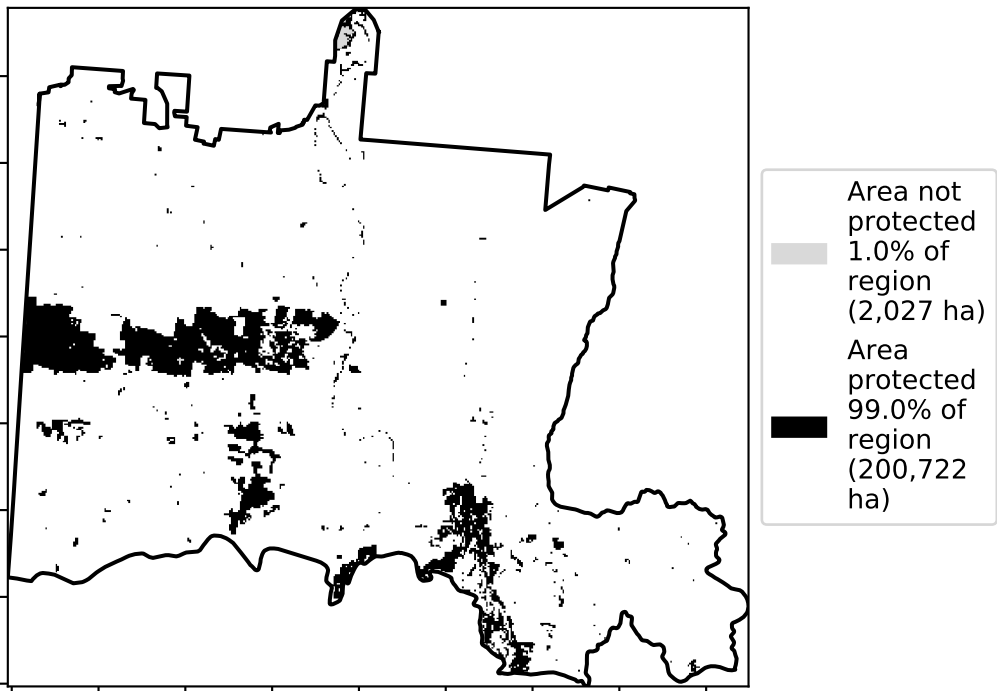 Area not
protected
1.0% of
region
(2,027 ha)
Area
protected
99.0% of
region
(200,722
ha)